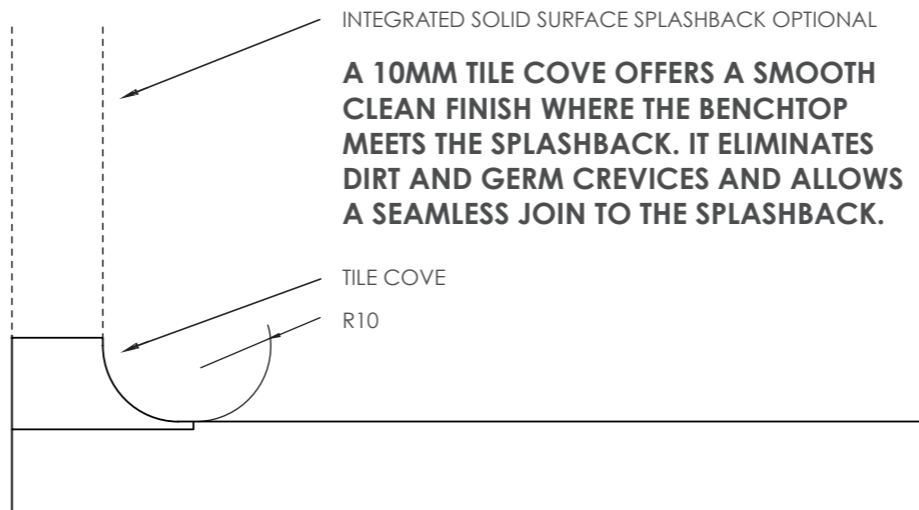 INTEGRATED SOLID SURFACE SPLASHBACK OPTIONAL
A 10MM TILE COVE OFFERS A SMOOTH
CLEAN FINISH WHERE THE BENCHTOP
MEETS THE SPLASHBACK. IT ELIMINATES
DIRT AND GERM CREVICES AND ALLOWS
A SEAMLESS JOIN TO THE SPLASHBACK.
TILE COVE
R10